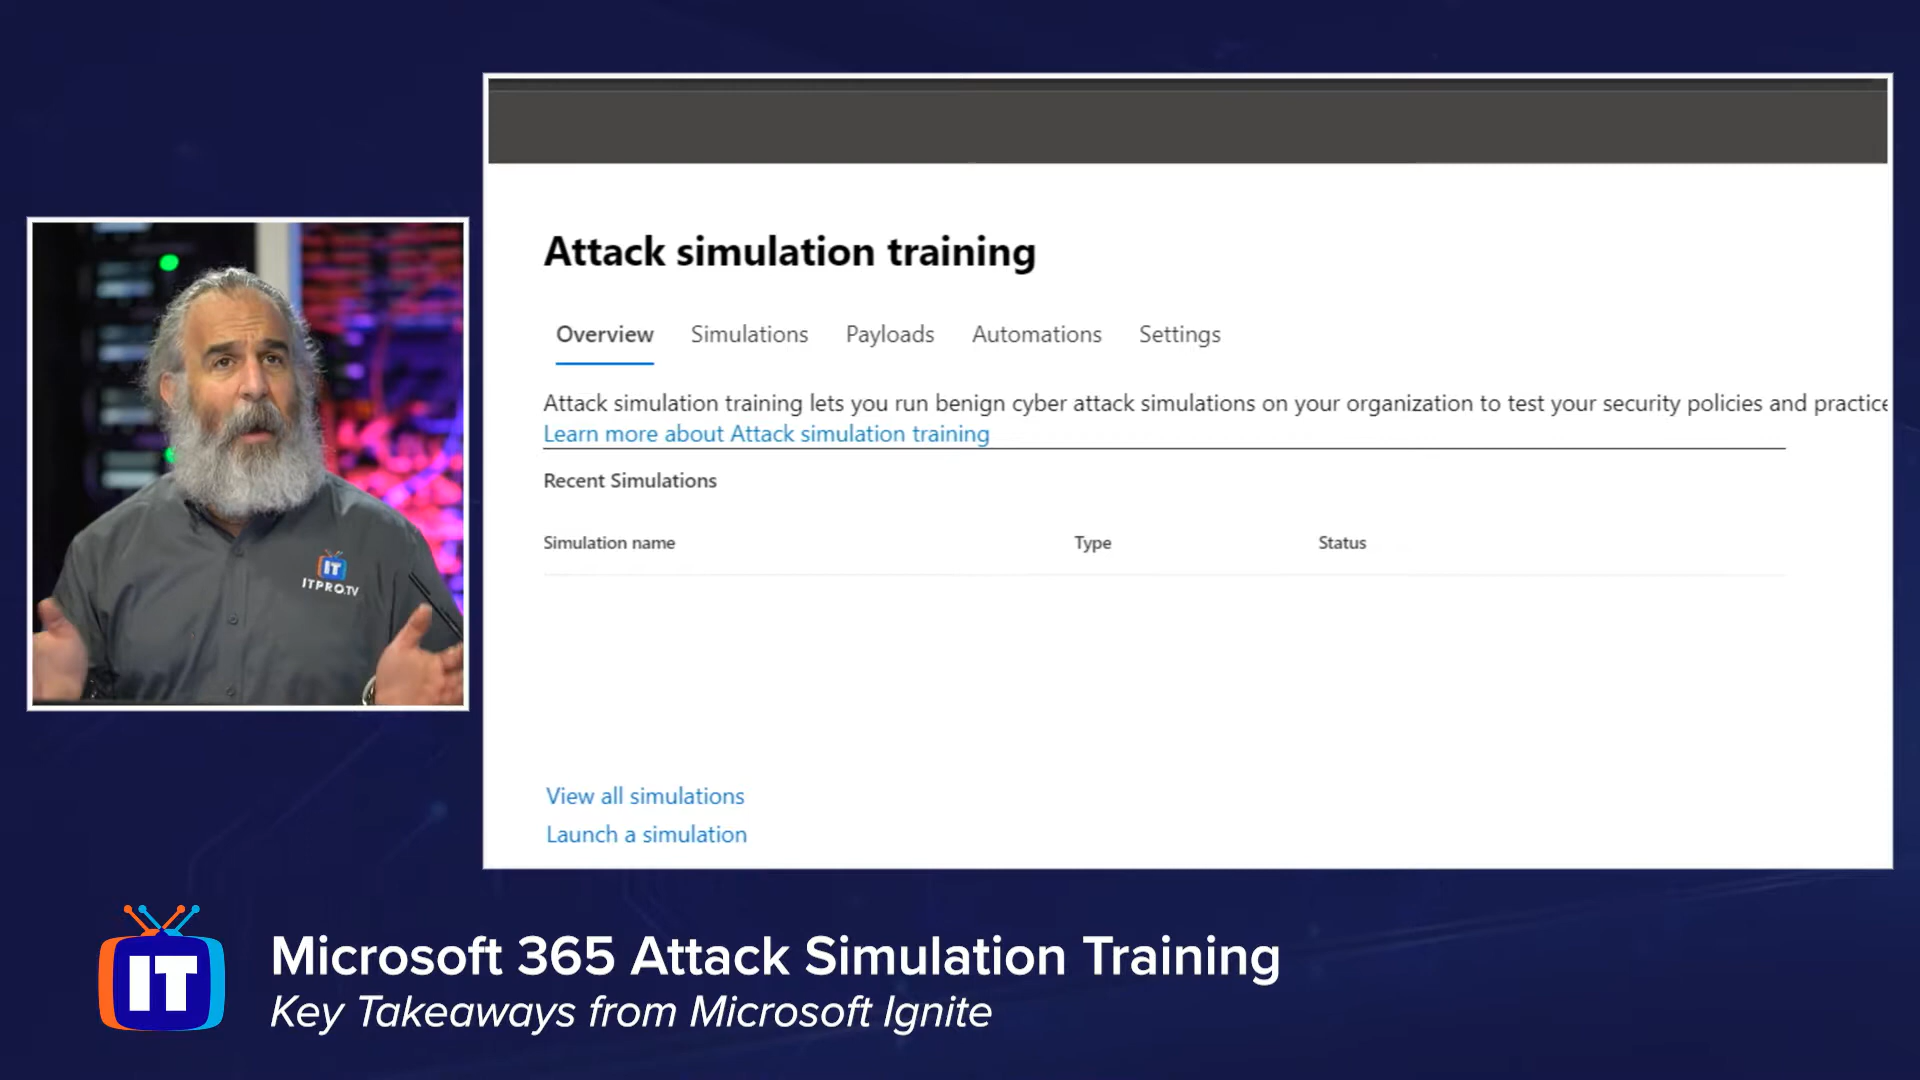 Attack simulation training
Overview Simulations Payloads Automations Settings
Attack simulation training lets you run benign cyber attack simulations on your organization to test your security policies and practice
Learn more about Attack simulation training
Recent Simulations
Simulation name Type Status
View all simulations
Launch a simulation
IT
ITPRO.TV
IT
Microsoft 365 Attack Simulation Training
Key Takeaways from Microsoft Ignite